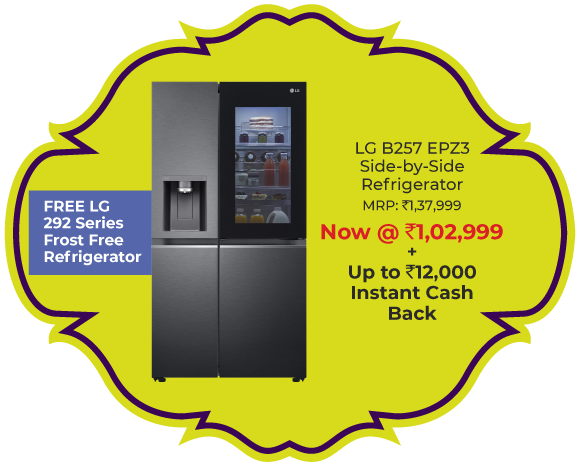 LG
FREE LG
292 Series
Frost Free
Refrigerator
LG B257 EPZ3
Side-by-Side
Refrigerator
MRP: ₹1,37,999
Now @ ₹1,02,999
+
Up to ₹12,000
Instant Cash
Back